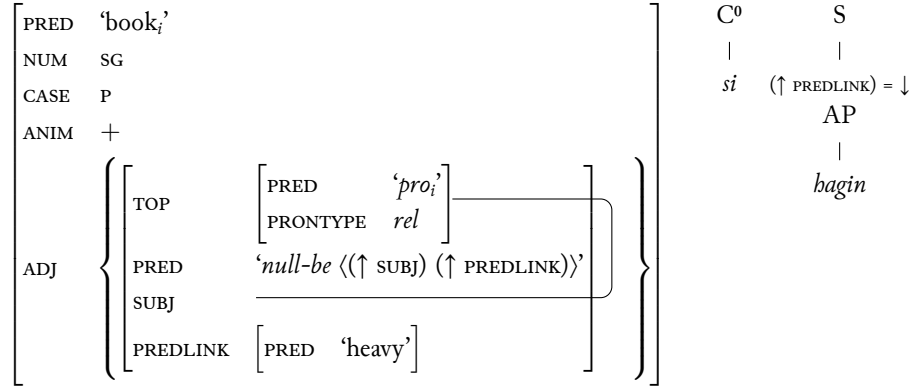 PRED ‘book_i’
NUM SG
CASE P
ANIM +
ADJ
TOP
PRED ‘pro_i’
PRONTYPE rel
PRED ‘null-be ⟨(↑ SUBJ) (↑ PREDLINK)⟩’
SUBJ
PREDLINK PRED ‘heavy’
C⁰ S
si (↑ PREDLINK) = ↓
AP
hagin